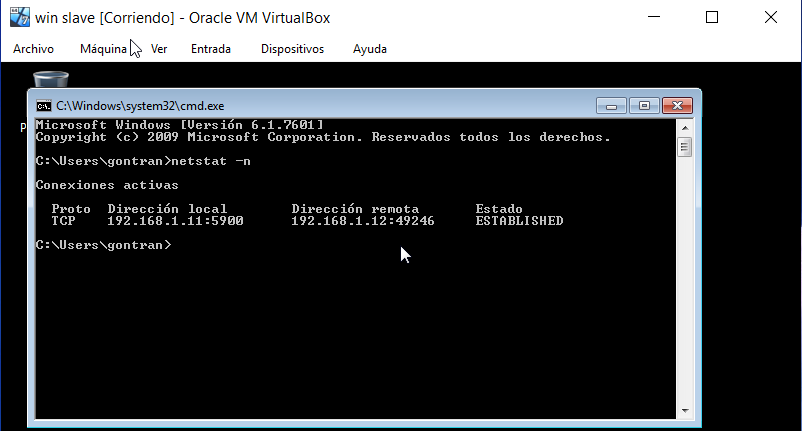 win slave [Corriendo] - Oracle VM VirtualBox
Archivo Máquina Ver Entrada Dispositivos Ayuda
C:\Windows\system32\cmd.exe
Microsoft Windows [Versión 6.1.7601]
Copyright (c) 2009 Microsoft Corporation. Reservados todos los derechos.
C:\Users\gontran>netstat -n
Conexiones activas
Proto Dirección local Dirección remota Estado
TCP 192.168.1.11:5900 192.168.1.12:49246 ESTABLISHED
C:\Users\gontran>